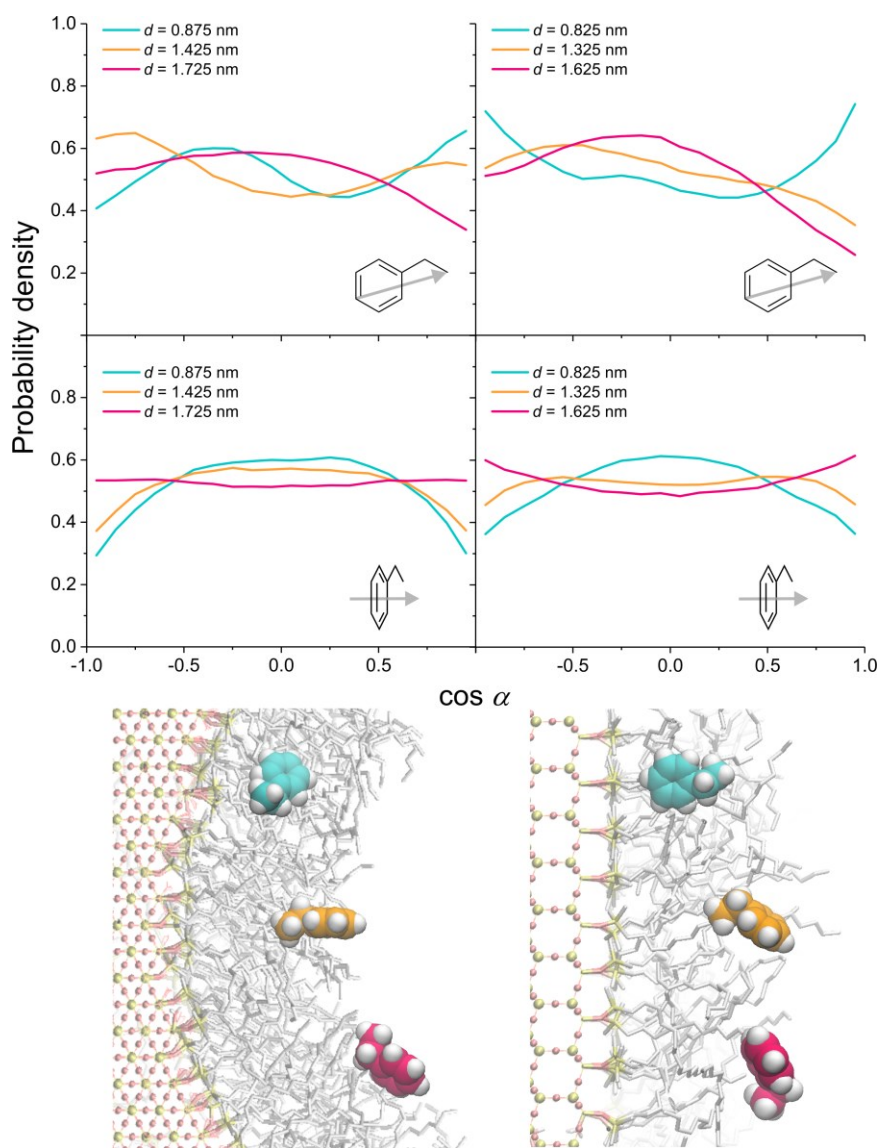 Probability density
1.0
0.8
0.6
0.4
0.2
d = 0.875 nm
d = 1.425 nm
d = 1.725 nm
d = 0.825 nm
d = 1.325 nm
d = 1.625 nm
0.8
0.6
0.4
0.2
0.0
d = 0.875 nm
d = 1.425 nm
d = 1.725 nm
d = 0.825 nm
d = 1.325 nm
d = 1.625 nm
-1.0 -0.5 0.0 0.5 -0.5 0.0 0.5 1.0
cos α